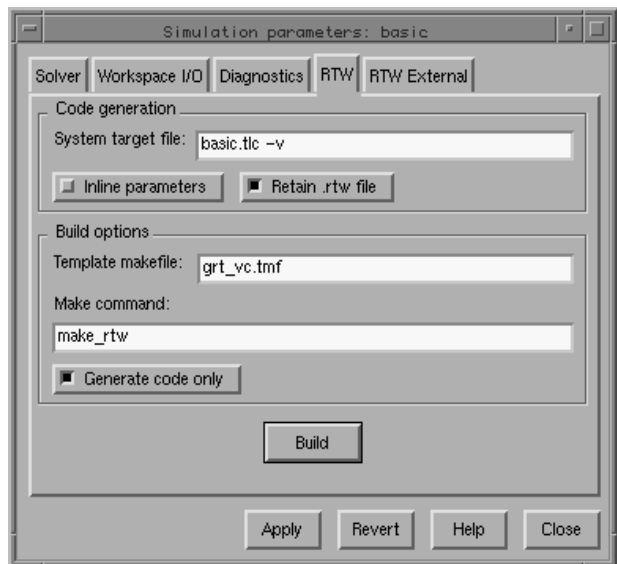 Simulation parameters: basic
Solver Workspace I/O Diagnostics RTW RTW External
Code generation
System target file: basic.tlc -v
Inline parameters Retain .rtw file
Build options
Template makefile: grt_vc.tmf
Make command:
make_rtw
Generate code only
Build
Apply Revert Help Close